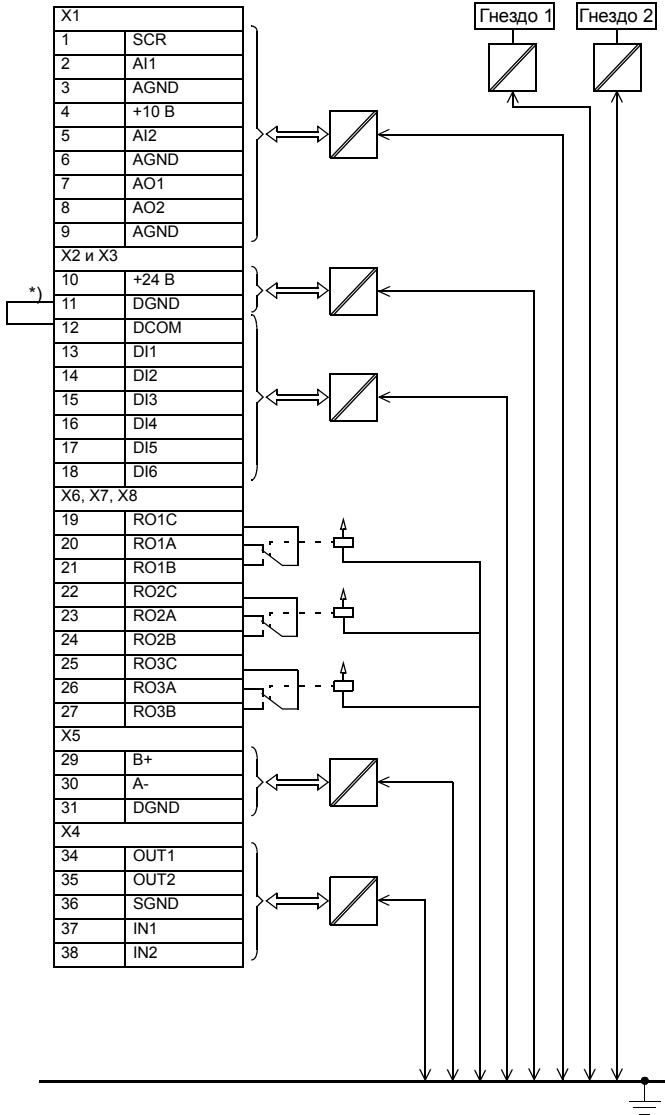 Гнездо 1 Гнездо 2
X1
1 SCR
2 AI1
3 AGND
4 +10 В
5 AI2
6 AGND
7 AO1
8 AO2
9 AGND
X2 и X3
10 +24 В
*)
11 DGND
12 DCOM
13 DI1
14 DI2
15 DI3
16 DI4
17 DI5
18 DI6
X6, X7, X8
19 RO1C
20 RO1A
21 RO1B
22 RO2C
23 RO2A
24 RO2B
25 RO3C
26 RO3A
27 RO3B
X5
29 B+
30 A-
31 DGND
X4
34 OUT1
35 OUT2
36 SGND
37 IN1
38 IN2